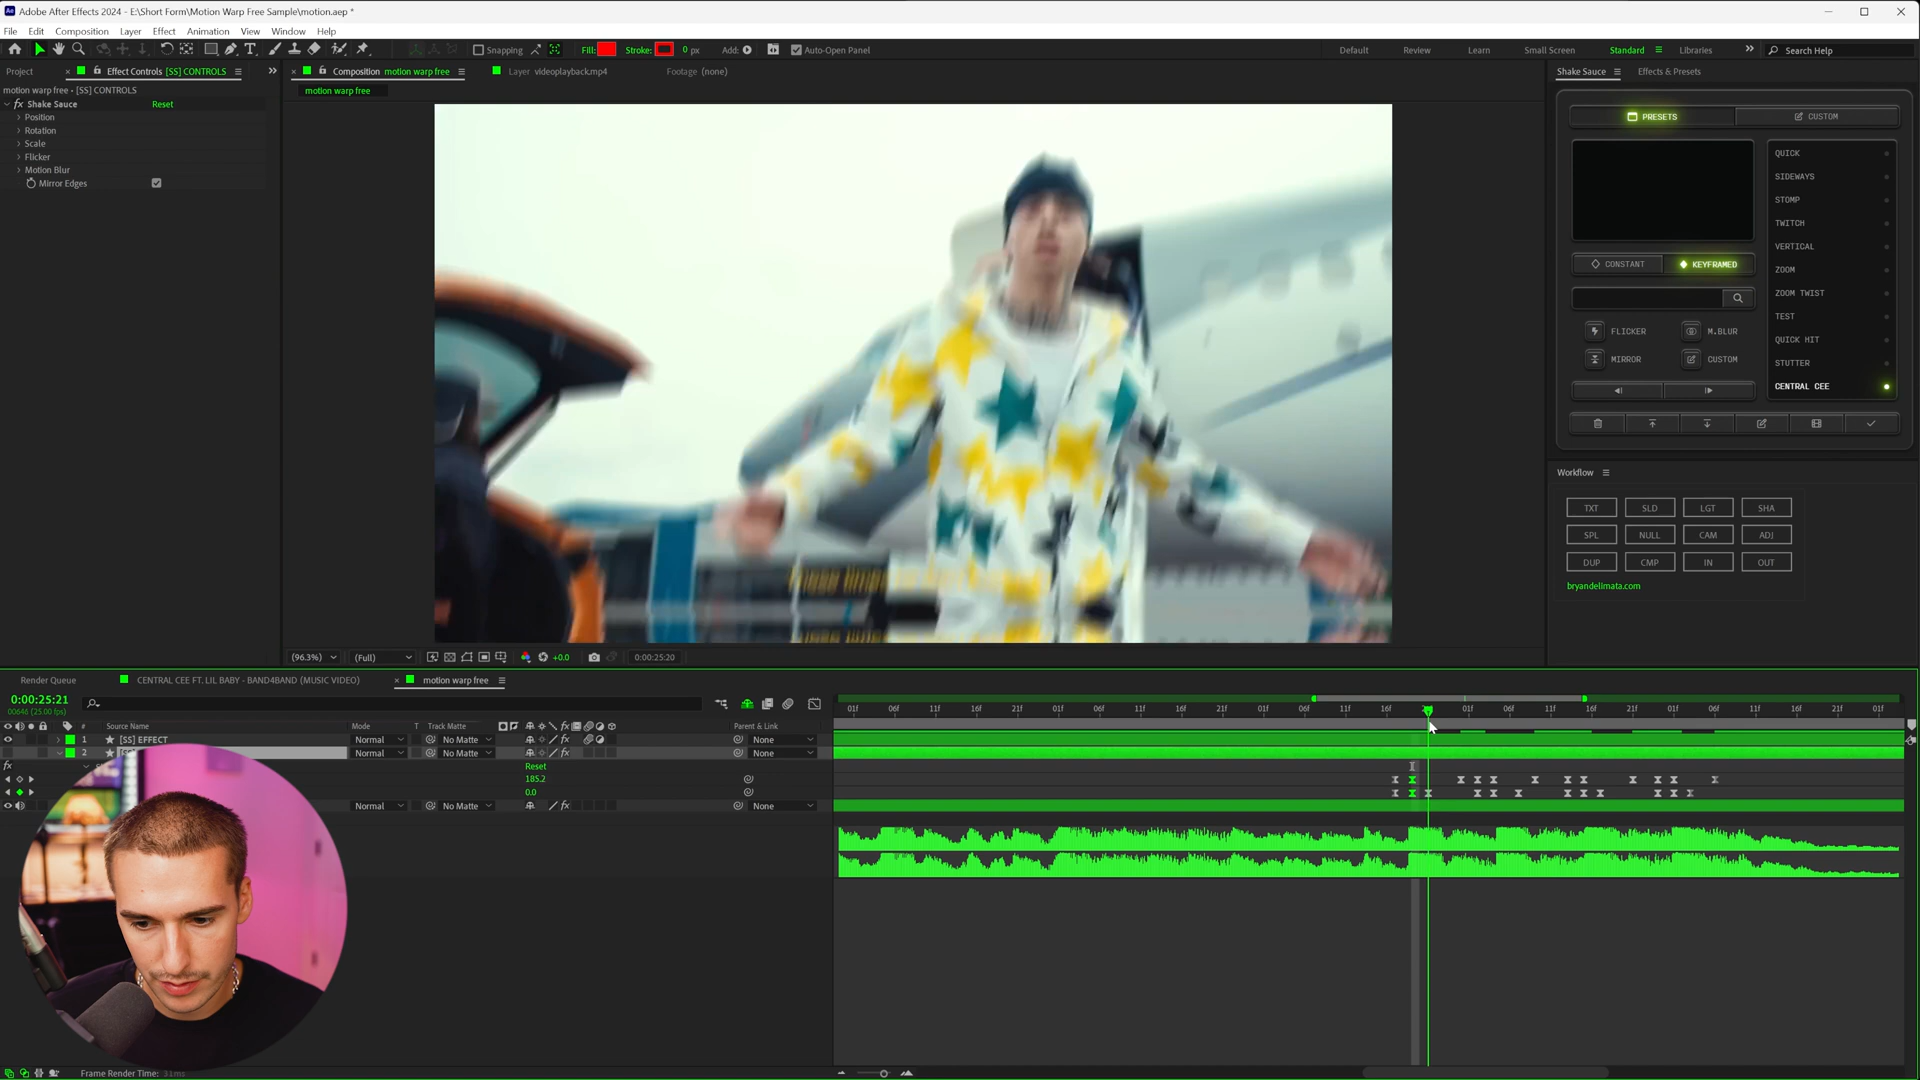 Adobe After Effects 2024 - E:\Short Form\Motion Warp Free Sample\motion.aep *
File Edit Composition Layer Effect Animation View Window Help
Snapping Fill: Stroke: 0 px Add: Auto-Open Panel Default Review Learn Small Screen Standard Libraries Search Help
Project Effect Controls [SS] CONTROLS Composition motion warp free Layer videoplayback.mp4 Footage (none) Shake Sauce Effects & Presets
motion warp free • [SS] CONTROLS
motion warp free
fx Shake Sauce Reset
Position
Rotation
Scale
Flicker
Motion Blur
Mirror Edges
PRESETS CUSTOM
QUICK
SIDEWAYS
STOMP
TWITCH
VERTICAL
ZOOM
ZOOM TWIST
TEST
QUICK HIT
STUTTER
CENTRAL CEE
CONSTANT KEYFRAMED
FLICKER M.BLUR
MIRROR CUSTOM
Workflow
TXT SLD LGT SHA
SPL NULL CAM ADJ
DUP CMP IN OUT
bryandelimata.com
(96.3%) (Full) +0.0 0:00:25:20
Render Queue CENTRAL CEE FT. LIL BABY - BAND4BAND (MUSIC VIDEO) motion warp free
0:00:25:21
00646 (25.00 fps)
01f 06f 11f 16f 21f 01f 06f 11f 16f 21f 01f 06f 11f 16f 21f 01f 06f 11f 16f 21f 01f 06f 11f 16f 21f 01f
# Source Name Mode T Track Matte Parent & Link
1 [SS] EFFECT Normal No Matte None
2 Normal No Matte None
fx Reset
185.2
0.0
Normal No Matte None
Frame Render Time: 31ms